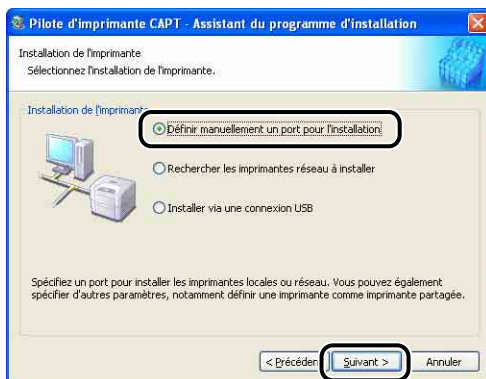 Pilote d'imprimante CAPT - Assistant du programme d'installation
Installation de l'imprimante
Sélectionnez l'installation de l'imprimante.
Installation de l'imprimante
Définir manuellement un port pour l'installation
Rechercher les imprimantes réseau à installer
Installer via une connexion USB
Spécifiez un port pour installer les imprimantes locales ou réseau. Vous pouvez également
spécifier d'autres paramètres, notamment définir une imprimante comme imprimante partagée.
< Précéden Suivant > Annuler